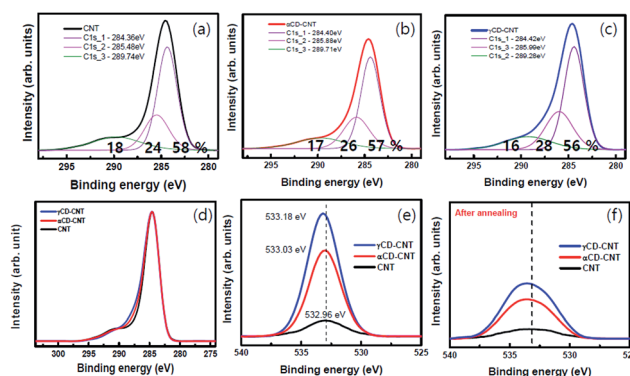 CNT
(a)
C1s_1 - 284.36eV
C1s_2 - 285.48eV
C1s_3 - 289.74eV
Intensity (arb. units)
18 24 58 %
295 290 285 280
Binding energy (eV)
αCD-CNT
(b)
C1s_1 - 284.40eV
C1s_2 - 285.88eV
C1s_3 - 289.71eV
Intensity (arb. units)
17 26 57 %
295 290 285 280
Binding energy (eV)
γCD-CNT
(c)
C1s_1 - 284.42eV
C1s_3 - 285.99eV
C1s_2 - 289.28eV
Intensity (arb. units)
16 28 56 %
295 290 285 280
Binding energy (eV)
(d)
γCD-CNT
αCD-CNT
CNT
Intensity (arb. unit)
300 296 292 288 284 280 276
Binding energy (eV)
(e)
533.18 eV
γCD-CNT
αCD-CNT
CNT
533.03 eV
532.96 eV
Intensity (arb. units)
540 535 530 525
Binding energy (eV)
After annealing
(f)
γCD-CNT
αCD-CNT
CNT
Intensity (arb. units)
540 535 530 525
Binding energy (eV)